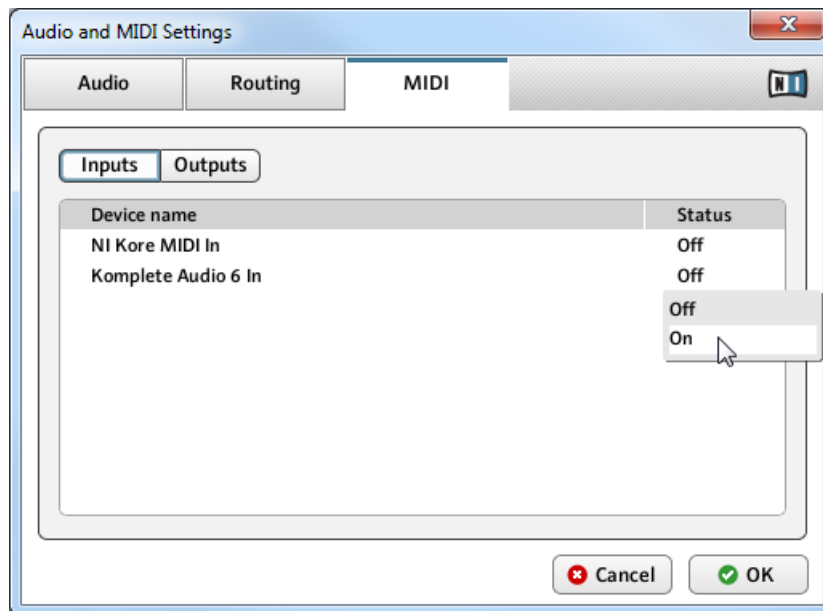 Audio and MIDI Settings
Audio Routing MIDI NI
Inputs Outputs
Device name Status
NI Kore MIDI In Off
Komplete Audio 6 In Off
Off
On
Cancel OK